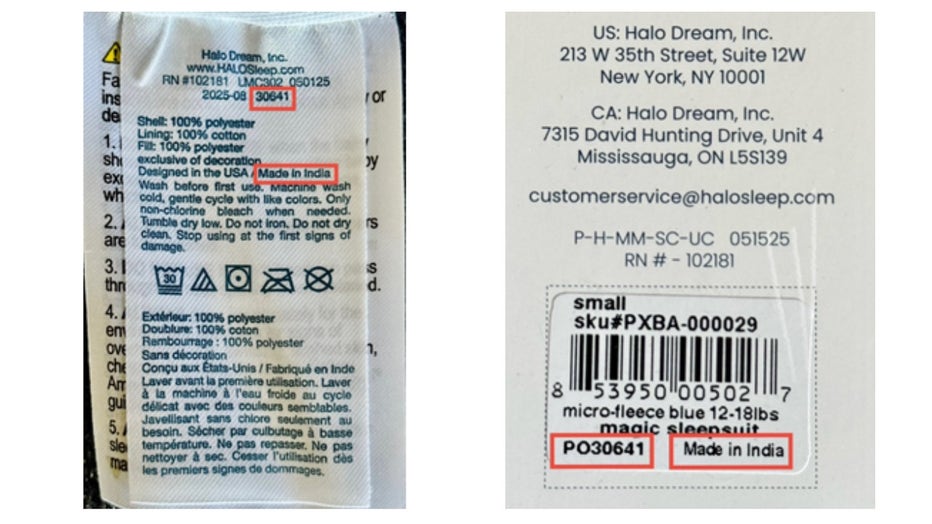 Halo Dream, Inc.
www.HALOSleep.com
RN #102181 LMC302 050125
2025-08 30641
Shell: 100% polyester
Lining: 100% cotton
Fill: 100% polyester
exclusive of decoration
Designed in the USA / Made in India
Wash before first use. Machine wash
cold, gentle cycle with like colors. Only
non-chlorine bleach when needed.
Tumble dry low. Do not iron. Do not dry
clean. Stop using at the first signs of
damage.
30
Extérieur: 100% polyester
Doublure: 100% coton
Rembourrage : 100% polyester
Sans décoration
Conçu aux États-Unis / Fabriqué en Inde
Laver avant la première utilisation. Laver
à la machine à l'eau froide au cycle
délicat avec des couleurs semblables.
Javellisant sans chlore seulement au
besoin. Sécher par culbutage à basse
température. Ne pas repasser. Ne pas
nettoyer à sec. Cesser l'utilisation dès
les premiers signes de dommages.
1.
2.
3.
4.
5.
US: Halo Dream, Inc.
213 W 35th Street, Suite 12W
New York, NY 10001
CA: Halo Dream, Inc.
7315 David Hunting Drive, Unit 4
Mississauga, ON L5S139
customerservice@halosleep.com
P-H-MM-SC-UC 051525
RN # - 102181
small
sku#PXBA-000029
8 53950 00502 7
micro-fleece blue 12-18lbs
magic sleepsuit
PO30641 Made in India